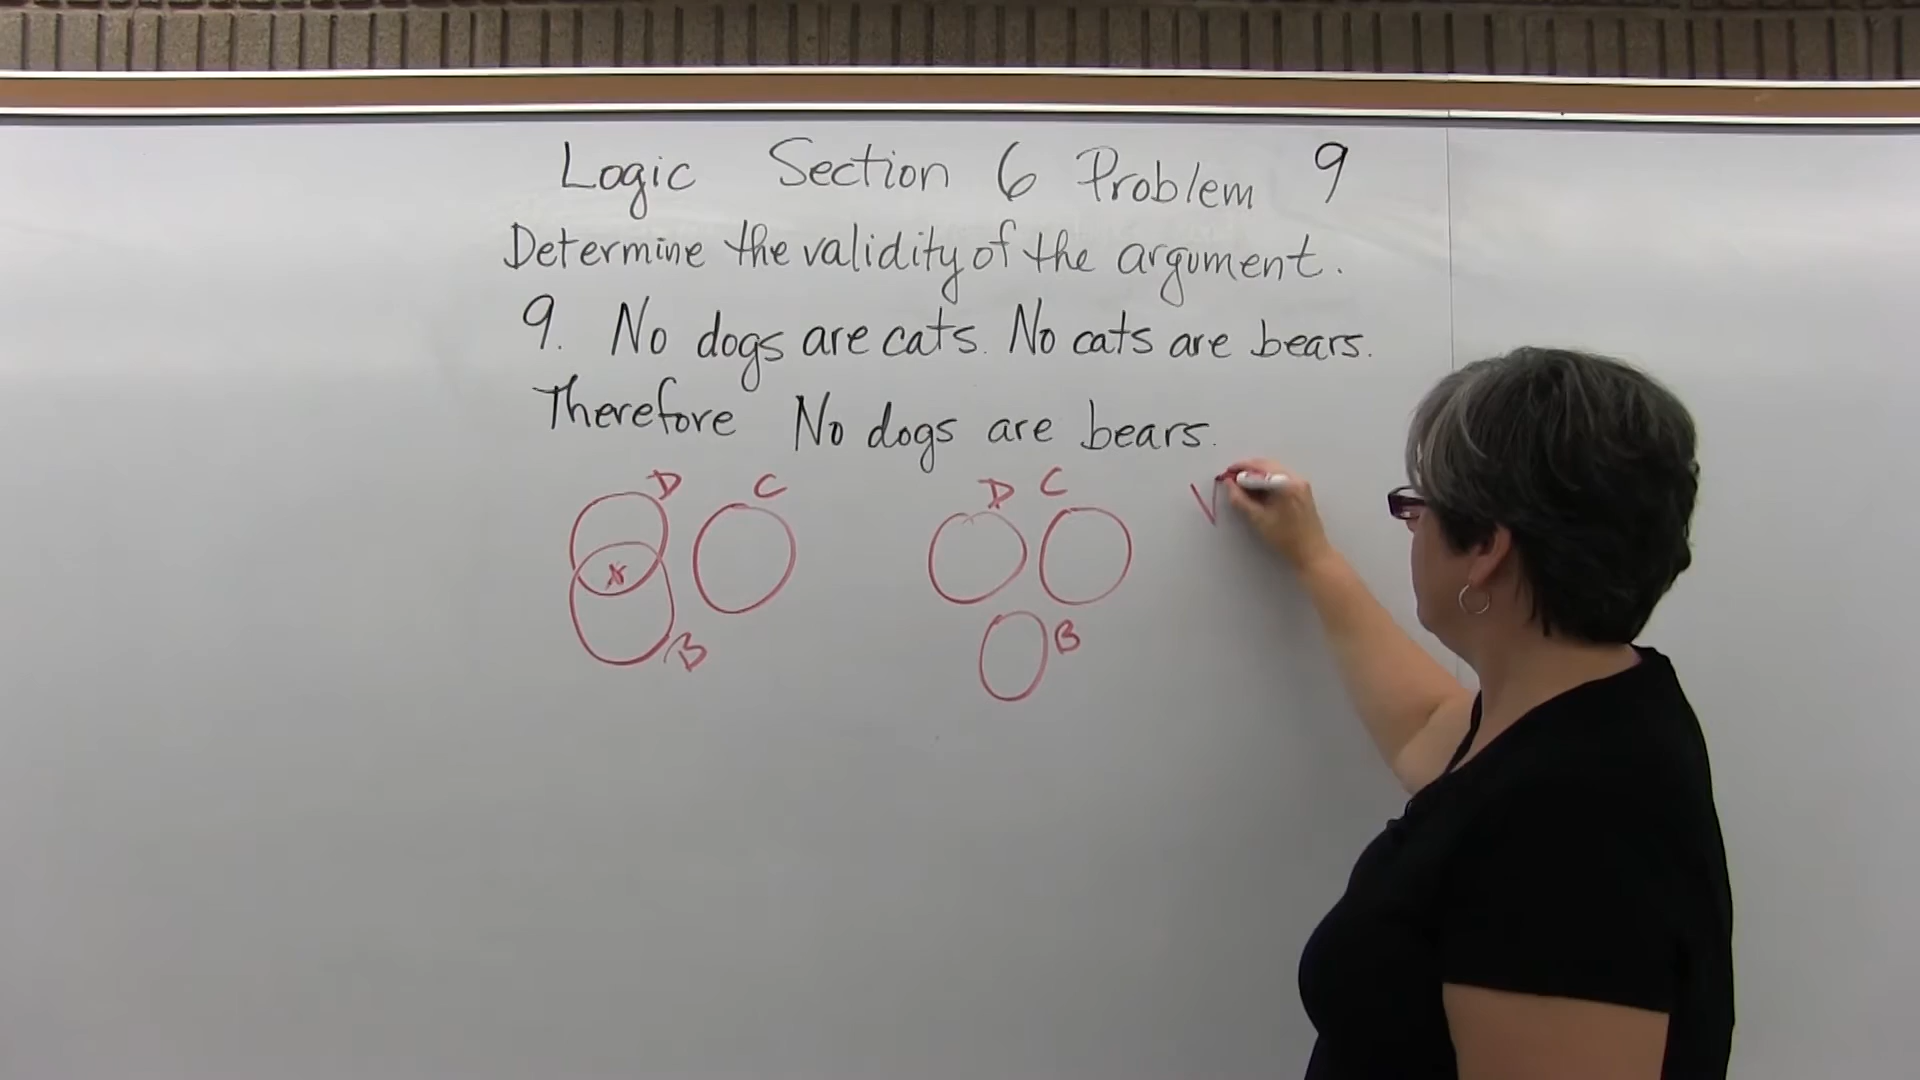 Logic Section 6 Problem 9
Determine the validity of the argument.
9. No dogs are cats. No cats are bears.
Therefore No dogs are bears.
D C D C V
x
B B